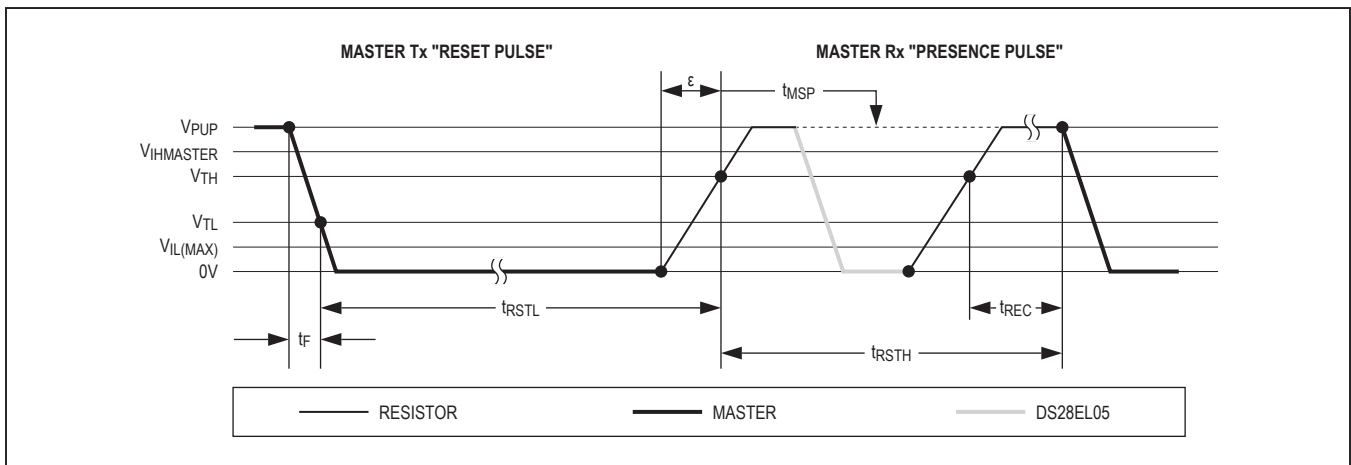 MASTER Tx "RESET PULSE"
MASTER Rx "PRESENCE PULSE"
ε
tMSP
VPUP
VIHMASTER
VTH
VTL
VIL(MAX)
0V
tRSTL
tREC
tF
tRSTH
RESISTOR
MASTER
DS28EL05